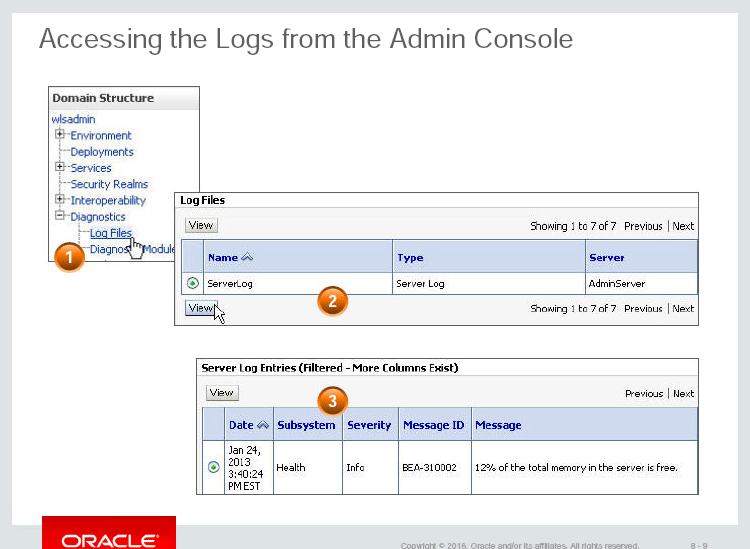 Accessing the Logs from the Admin Console
Domain Structure
wlsadmin
Environment
Deployments
Services
Security Realms
Interoperability
Diagnostics
Log Files
Diagnos Module
1
Log Files
View
Showing 1 to 7 of 7 Previous | Next
Name Type Server
ServerLog Server Log AdminServer
View
2
Showing 1 to 7 of 7 Previous | Next
Server Log Entries (Filtered - More Columns Exist)
View
3
Previous | Next
Date Subsystem Severity Message ID Message
Jan 24,
2013
3:40:24
PM EST
Health Info BEA-310002 12% of the total memory in the server is free.
ORACLE
Copyright © 2016, Oracle and/or its affiliates. All rights reserved.
8 - 9